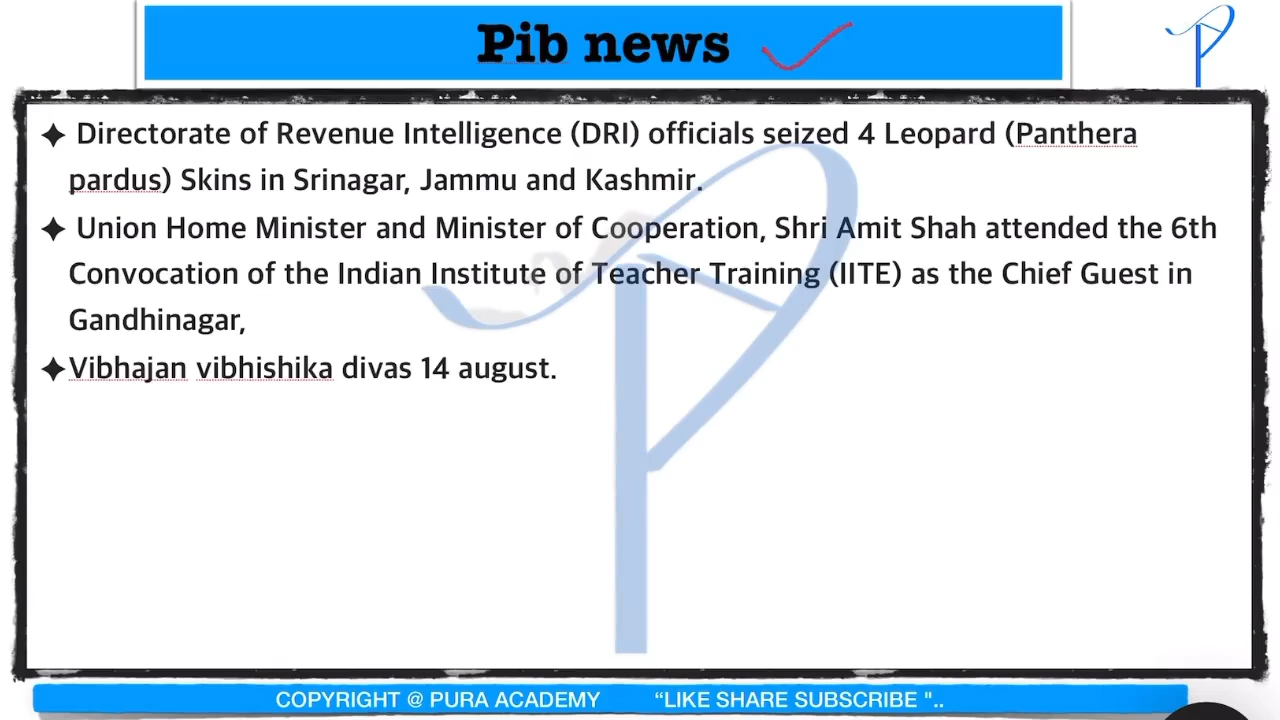 Pib news
Directorate of Revenue Intelligence (DRI) officials seized 4 Leopard (Panthera
pardus) Skins in Srinagar, Jammu and Kashmir.
Union Home Minister and Minister of Cooperation, Shri Amit Shah attended the 6th
Convocation of the Indian Institute of Teacher Training (IITE) as the Chief Guest in
Gandhinagar,
Vibhajan vibhishika divas 14 august.
COPYRIGHT @ PURA ACADEMY “LIKE SHARE SUBSCRIBE "..